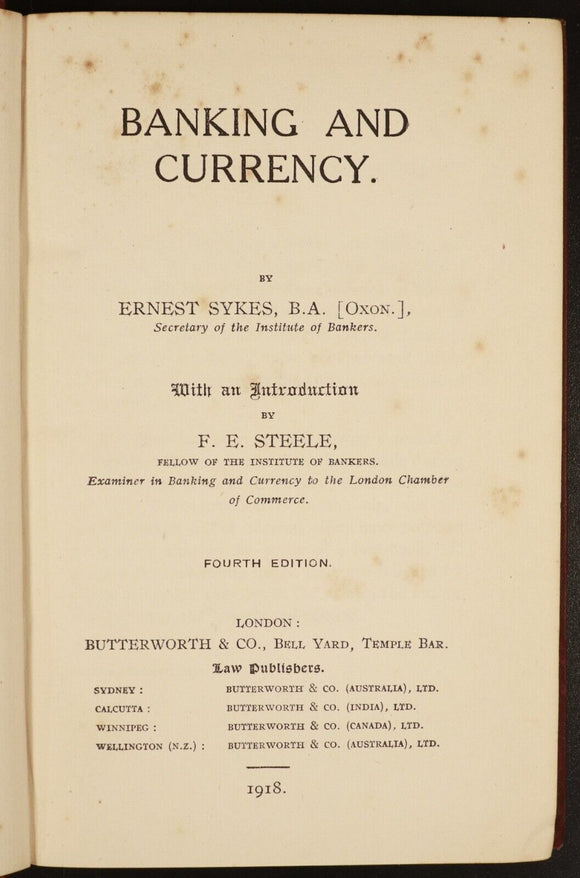 BANKING AND
CURRENCY.
BY
ERNEST SYKES, B.A. [OXON.],
Secretary of the Institute of Bankers.
With an Introduction
BY
F. E. STEELE,
FELLOW OF THE INSTITUTE OF BANKERS.
Examiner in Banking and Currency to the London Chamber
of Commerce.
FOURTH EDITION.
LONDON :
BUTTERWORTH & CO., BELL YARD, TEMPLE BAR.
Law Publishers.
SYDNEY : BUTTERWORTH & CO. (AUSTRALIA), LTD.
CALCUTTA : BUTTERWORTH & CO. (INDIA), LTD.
WINNIPEG : BUTTERWORTH & CO. (CANADA), LTD.
WELLINGTON (N.Z.) : BUTTERWORTH & CO. (AUSTRALIA), LTD.
1918.